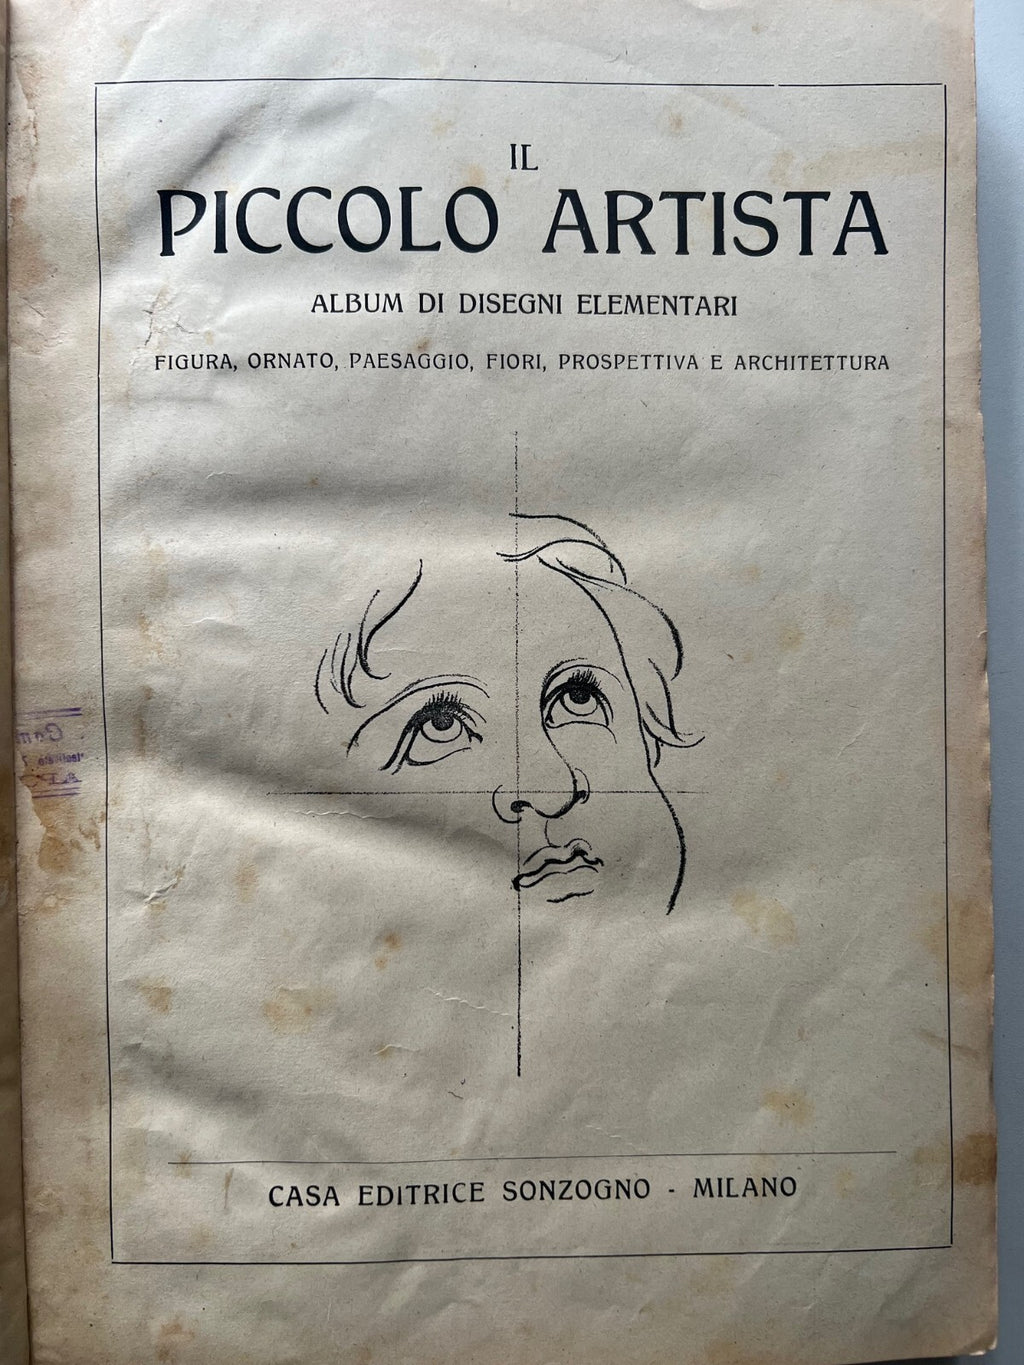 IL
PICCOLO ARTISTA
ALBUM DI DISEGNI ELEMENTARI
FIGURA, ORNATO, PAESAGGIO, FIORI, PROSPETTIVA E ARCHITETTURA
CASA EDITRICE SONZOGNO - MILANO